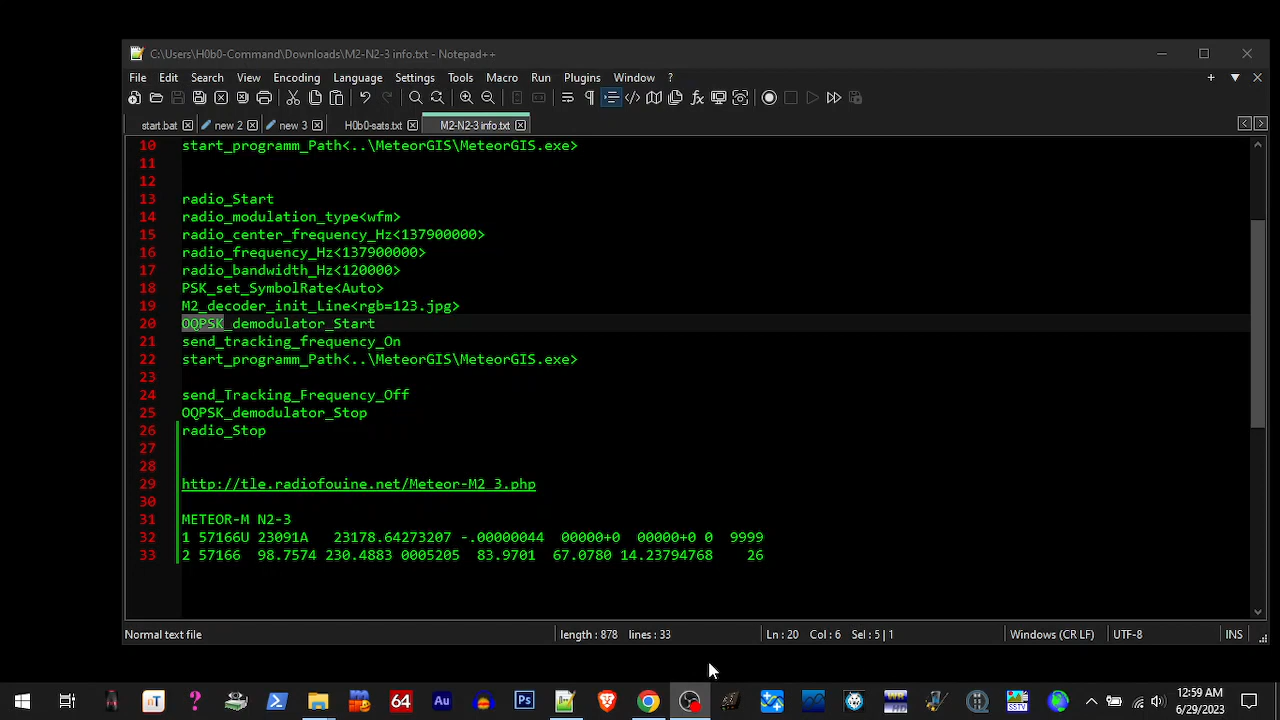 C:\Users\H0b0-Command\Downloads\M2-N2-3 info.txt - Notepad++
File Edit Search View Encoding Language Settings Tools Macro Run Plugins Window ?
start.bat new 2 new 3 H0b0-sats.txt M2-N2-3 info.txt
10 start_programm_Path<..\MeteorGIS\MeteorGIS.exe>
11
12
13 radio_Start
14 radio_modulation_type<wfm>
15 radio_center_frequency_Hz<137900000>
16 radio_frequency_Hz<137900000>
17 radio_bandwidth_Hz<120000>
18 PSK_set_SymbolRate<Auto>
19 M2_decoder_init_Line<rgb=123.jpg>
20 OQPSK_demodulator_Start
21 send_tracking_frequency_On
22 start_programm_Path<..\MeteorGIS\MeteorGIS.exe>
23
24 send_Tracking_Frequency_Off
25 OQPSK_demodulator_Stop
26 radio_Stop
27
28
29 http://tle.radiofouine.net/Meteor-M2_3.php
30
31 METEOR-M N2-3
32 1 57166U 23091A   23178.64273207 -.00000044  00000+0  00000+0 0  9999
33 2 57166  98.7574 230.4883 0005205  83.9701  67.0780 14.23794768    26
Normal text file length : 878 lines : 33 Ln : 20 Col : 6 Sel : 5 | 1 Windows (CR LF) UTF-8 INS
nT ? 64 Au Ps WR HD SSTV 12:59 AM
6/29/2023